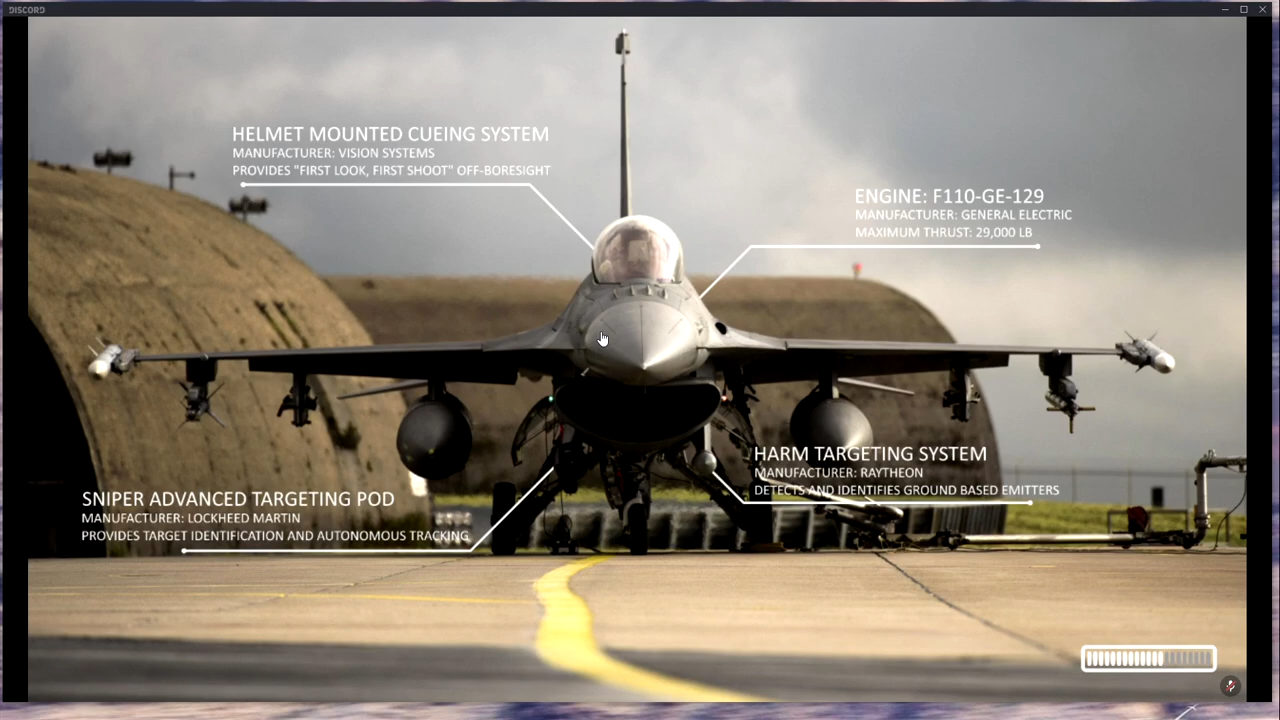 DISCORD
HELMET MOUNTED CUEING SYSTEM
MANUFACTURER: VISION SYSTEMS
PROVIDES "FIRST LOOK, FIRST SHOOT" OFF-BORESIGHT
ENGINE: F110-GE-129
MANUFACTURER: GENERAL ELECTRIC
MAXIMUM THRUST: 29,000 LB
HARM TARGETING SYSTEM
MANUFACTURER: RAYTHEON
DETECTS AND IDENTIFIES GROUND BASED EMITTERS
SNIPER ADVANCED TARGETING POD
MANUFACTURER: LOCKHEED MARTIN
PROVIDES TARGET IDENTIFICATION AND AUTONOMOUS TRACKING